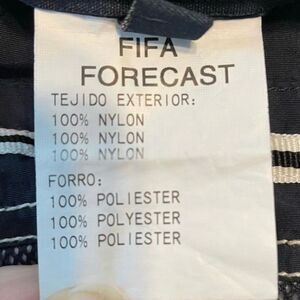 FIFA
FORECAST
TEJIDO EXTERIOR:
100% NYLON
100% NYLON
100% NYLON
FORRO:
100% POLIESTER
100% POLYESTER
100% POLIESTER